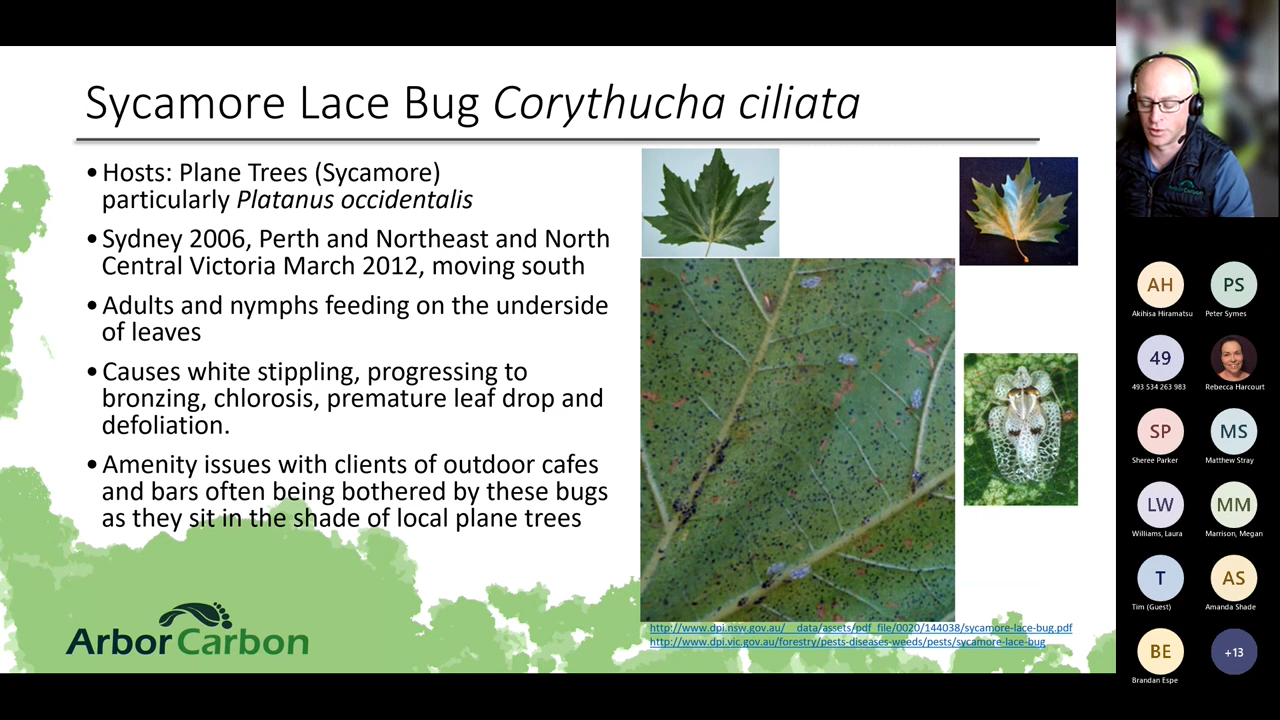 Sycamore Lace Bug Corythucha ciliata
• Hosts: Plane Trees (Sycamore)
particularly Platanus occidentalis
• Sydney 2006, Perth and Northeast and North
Central Victoria March 2012, moving south
• Adults and nymphs feeding on the underside
of leaves
• Causes white stippling, progressing to
bronzing, chlorosis, premature leaf drop and
defoliation.
• Amenity issues with clients of outdoor cafes
and bars often being bothered by these bugs
as they sit in the shade of local plane trees
http://www.dpi.nsw.gov.au/__data/assets/pdf_file/0020/144038/sycamore-lace-bug.pdf
http://www.dpi.vic.gov.au/forestry/pests-diseases-weeds/pests/sycamore-lace-bug
ArborCarbon
ArborCarbon
AH
Akihisa Hiramatsu
PS
Peter Symes
49
493 534 263 983
Rebecca Harcourt
SP
Sheree Parker
MS
Matthew Stray
LW
Williams, Laura
MM
Marrison, Megan
T
Tim (Guest)
AS
Amanda Shade
BE
Brandan Espe
+13